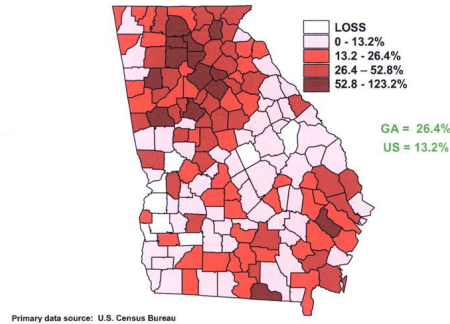 LOSS
0 - 13.2%
13.2 - 26.4%
26.4 – 52.8%
52.8 - 123.2%
GA = 26.4%
US = 13.2%
Primary data source: U.S. Census Bureau